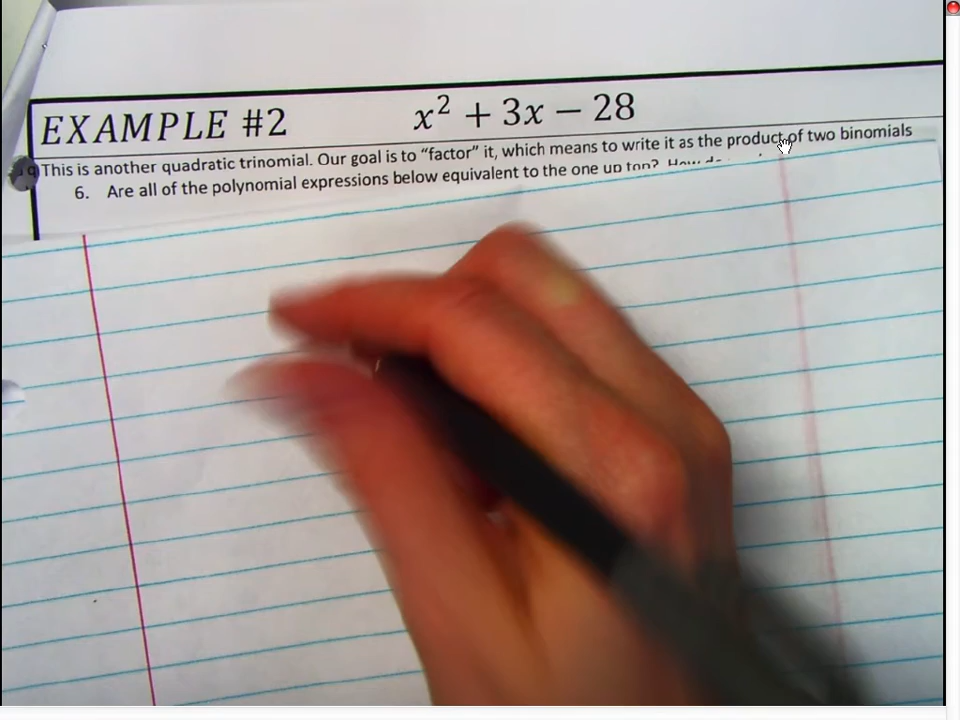 EXAMPLE #2 x² + 3x − 28
This is another quadratic trinomial. Our goal is to “factor” it, which means to write it as the product of two binomials
6. Are all of the polynomial expressions below equivalent to the one up top? How